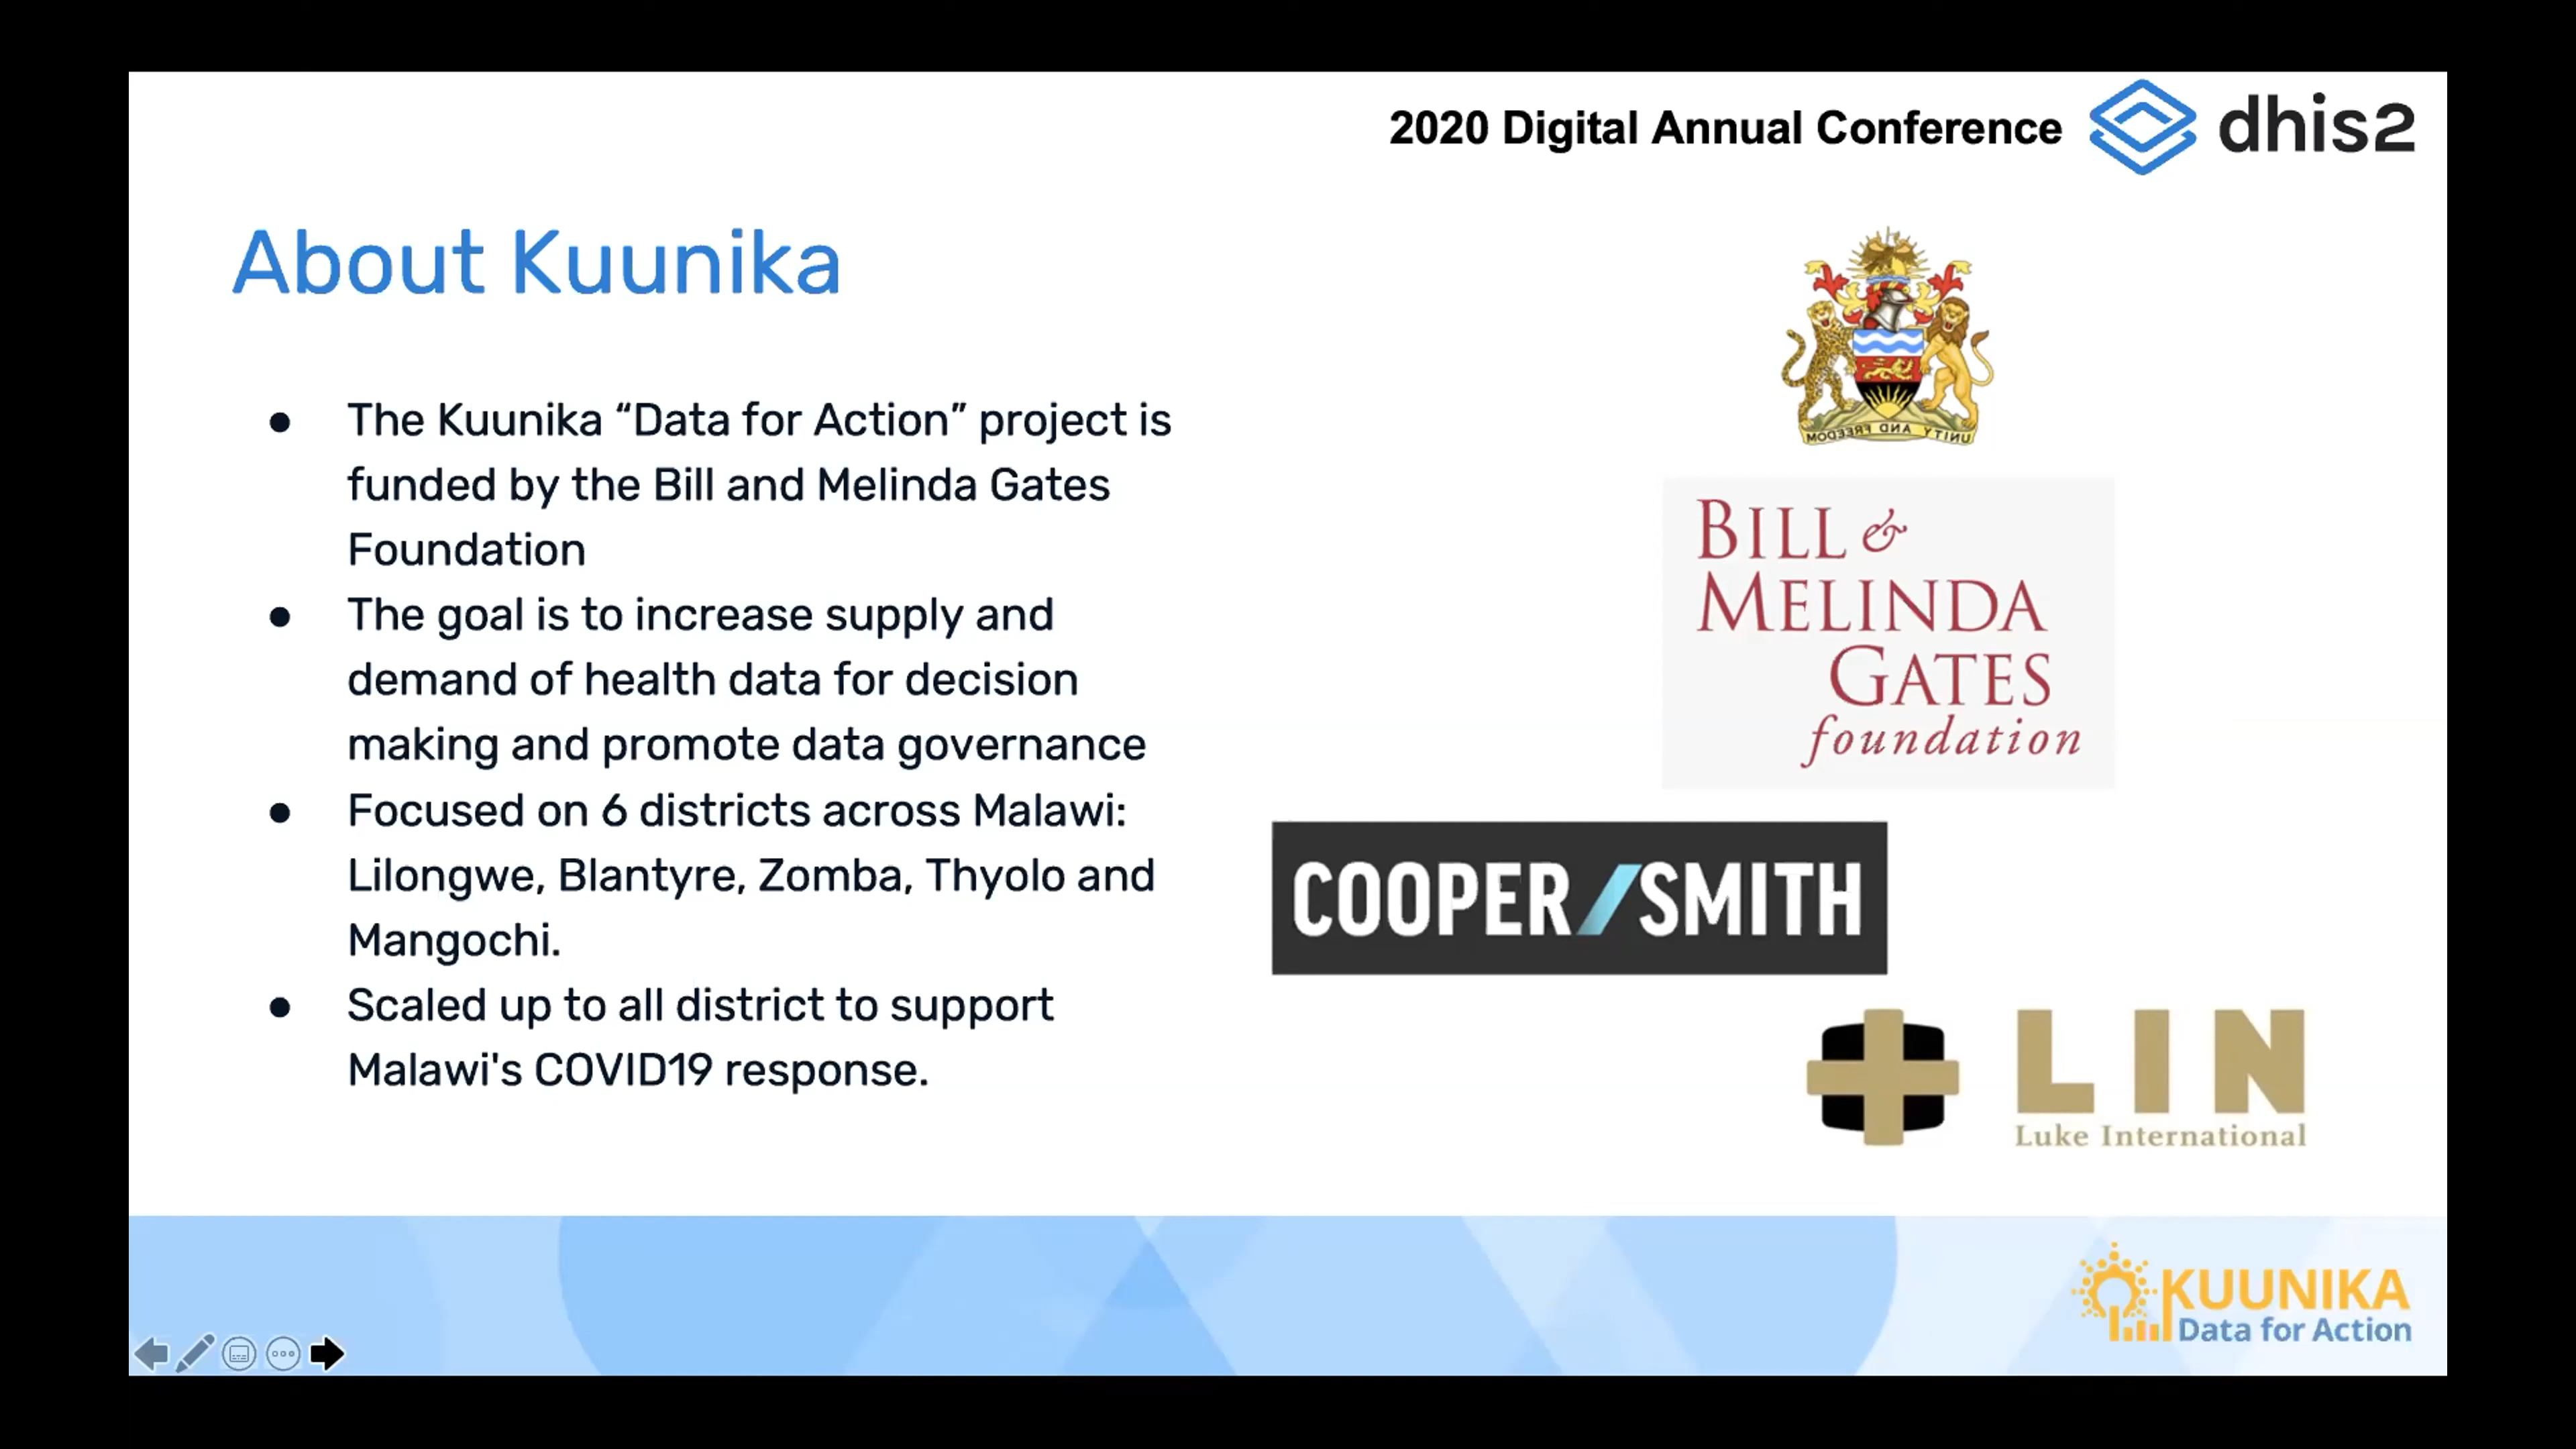 2020 Digital Annual Conference dhis2
About Kuunika
● The Kuunika “Data for Action” project is
funded by the Bill and Melinda Gates
Foundation
● The goal is to increase supply and
demand of health data for decision
making and promote data governance
● Focused on 6 districts across Malawi:
Lilongwe, Blantyre, Zomba, Thyolo and
Mangochi.
● Scaled up to all district to support
Malawi's COVID19 response.
UNITY AND FREEDOM
BILL &
MELINDA
GATES
foundation
COOPER/SMITH
LIN
Luke International
KUUNIKA
Data for Action